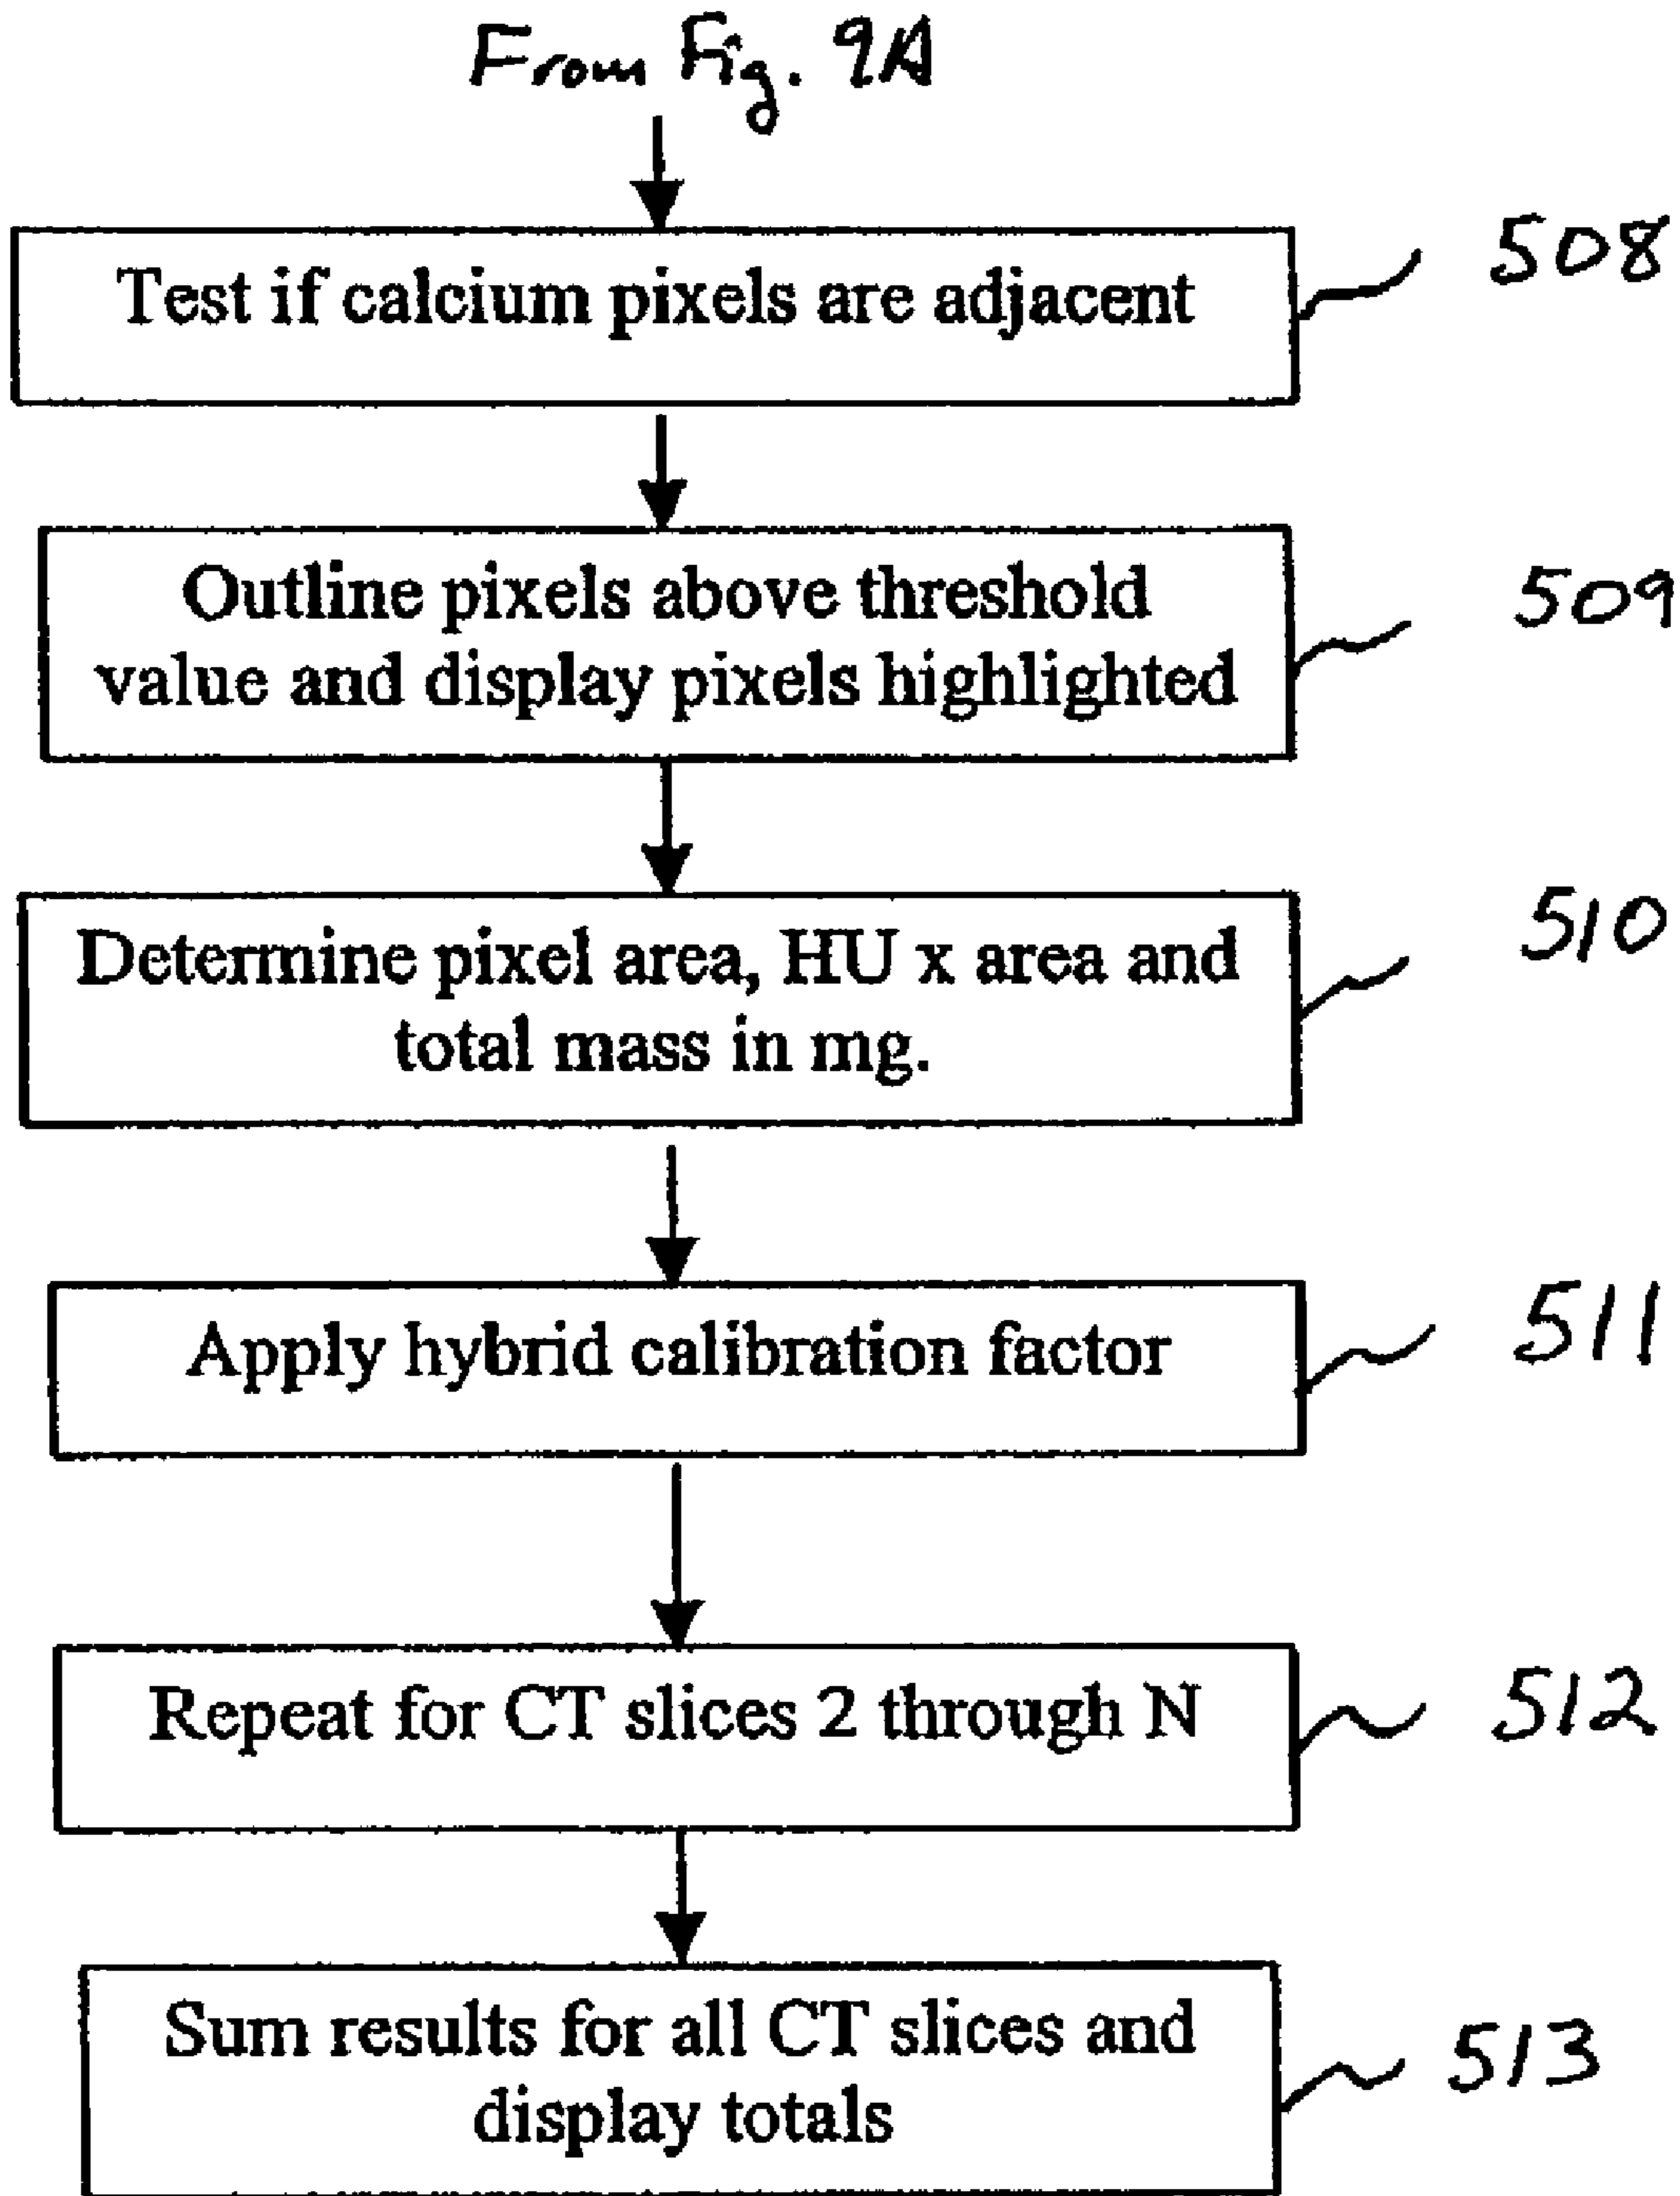 From Fig. 9A
Test if calcium pixels are adjacent
508
Outline pixels above threshold
value and display pixels highlighted
509
Determine pixel area, HU x area and
total mass in mg.
510
Apply hybrid calibration factor
511
Repeat for CT slices 2 through N
512
Sum results for all CT slices and
display totals
513